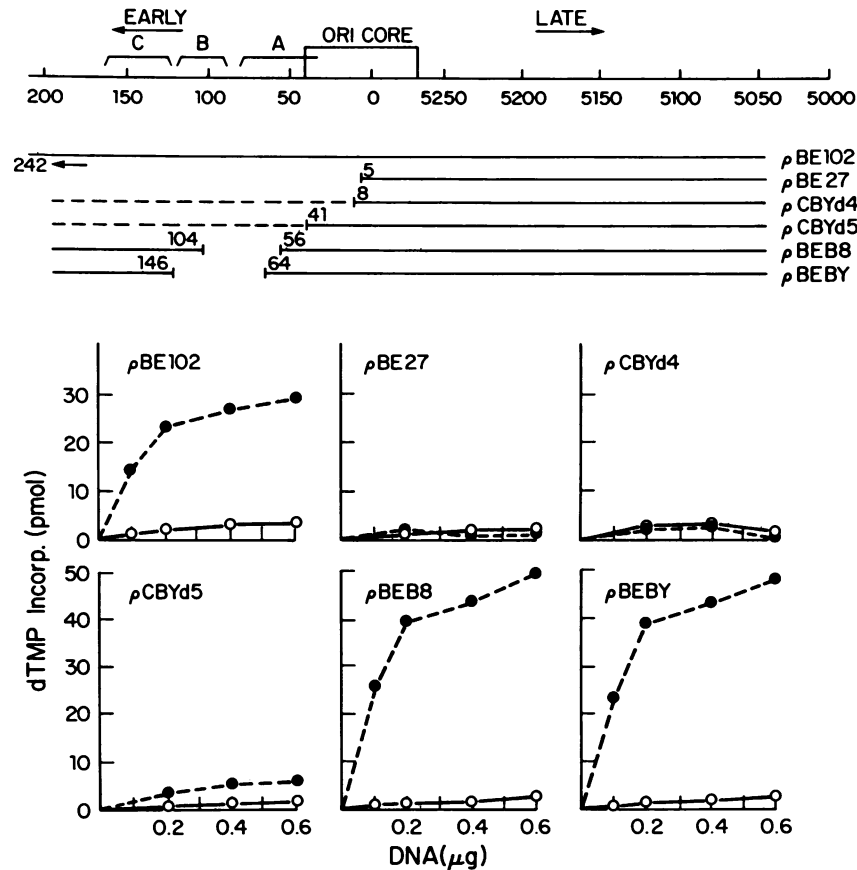 EARLY LATE
C B A ORI CORE
200 150 100 50 0 5250 5200 5150 5100 5050 5000
242 ρBE102
5 ρBE27
8 ρCBYd4
41 ρCBYd5
104 56 ρBEB8
146 64 ρBEBY
ρBE102 ρBE27 ρCBYd4
30
20
10
0
ρCBYd5 ρBEB8 ρBEBY
50
40
30
20
10
0
0.2 0.4 0.6 0.2 0.4 0.6 0.2 0.4 0.6
dTMP Incorp. (pmol)
DNA(μg)